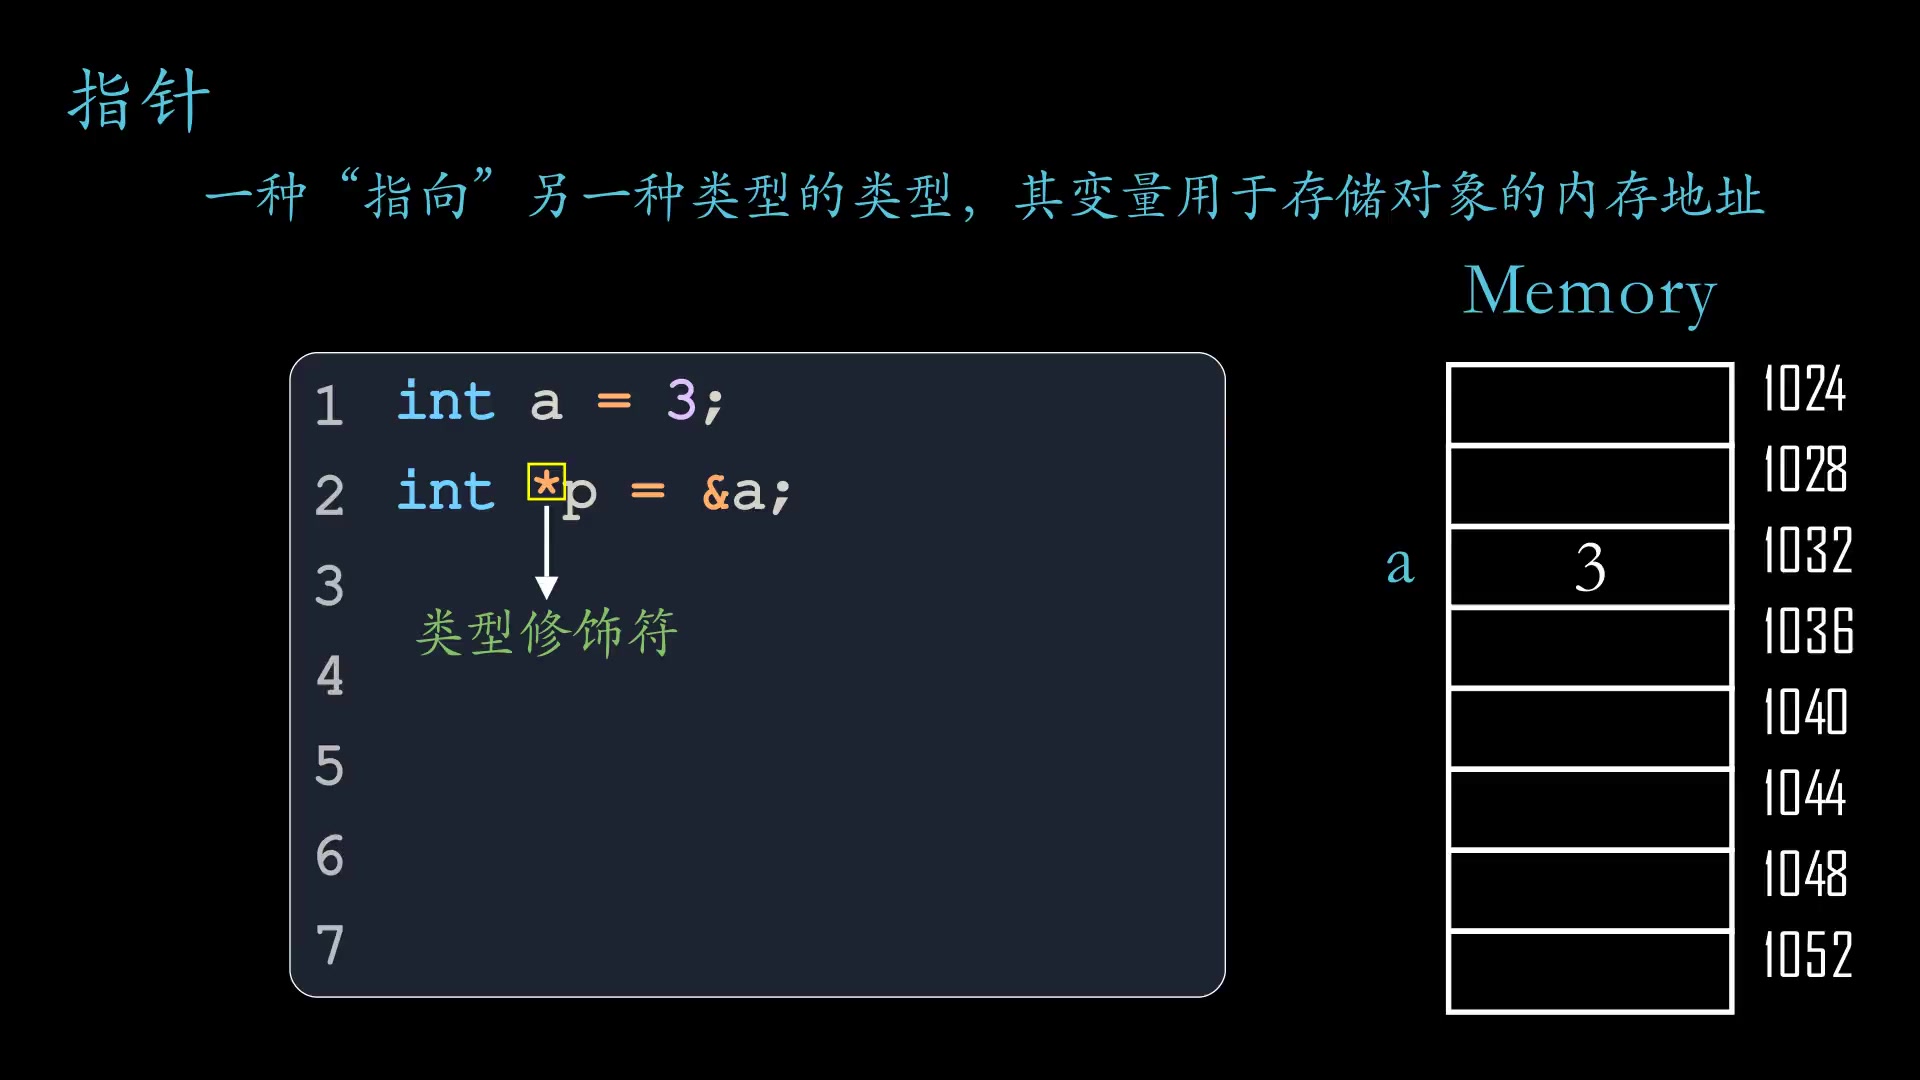 指针
一种“指向”另一种类型的类型，其变量用于存储对象的内存地址
Memory
1 int a = 3;
2 int *p = &a;
3
类型修饰符
4
5
6
7
1024
1028
a 3 1032
1036
1040
1044
1048
1052